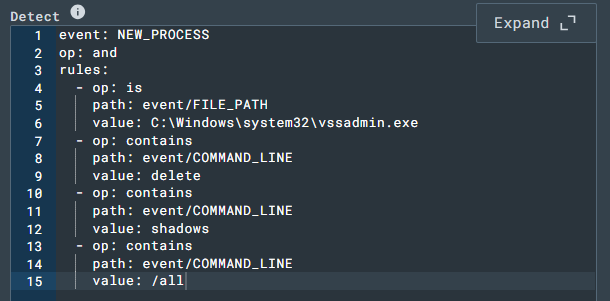 Detect
Expand
1 event: NEW_PROCESS
2 op: and
3 rules:
4   - op: is
5     path: event/FILE_PATH
6     value: C:\Windows\system32\vssadmin.exe
7   - op: contains
8     path: event/COMMAND_LINE
9     value: delete
10   - op: contains
11     path: event/COMMAND_LINE
12     value: shadows
13   - op: contains
14     path: event/COMMAND_LINE
15     value: /all